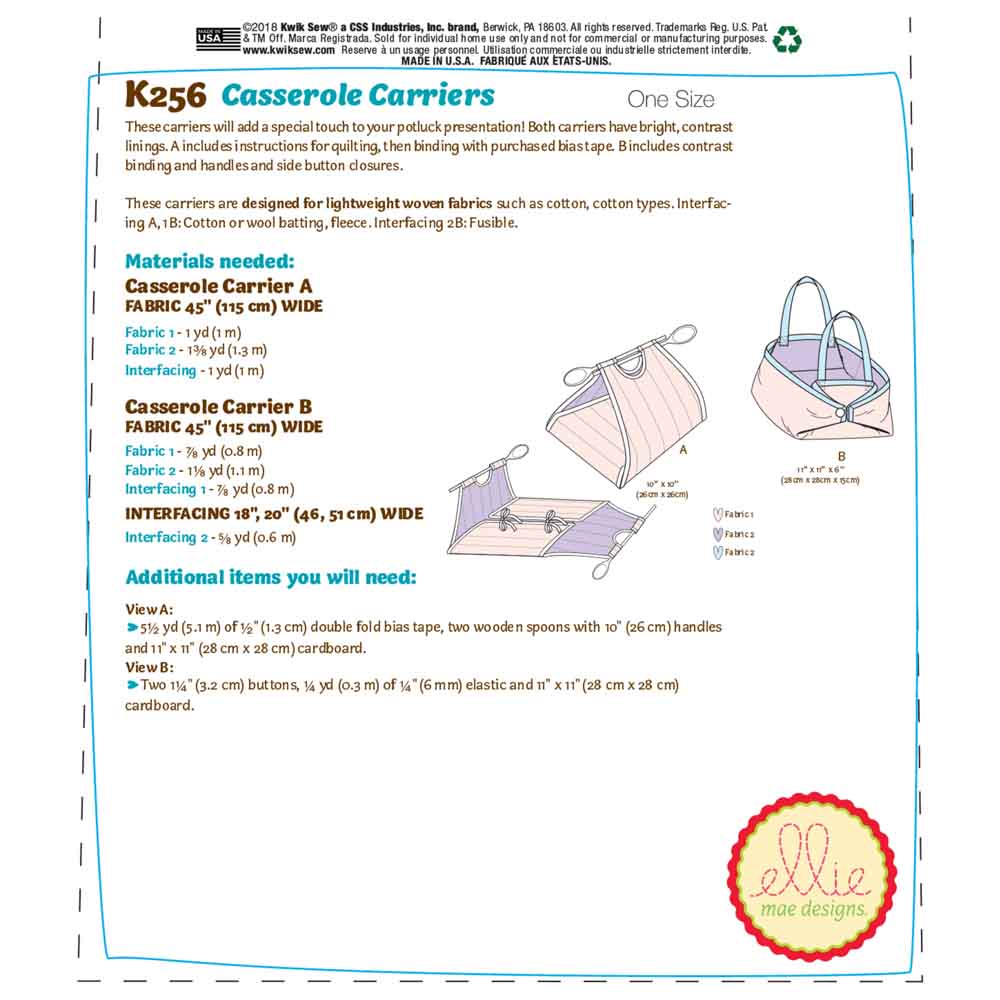 MADE IN USA
©2018 Kwik Sew® a CSS Industries, Inc. brand, Berwick, PA 18603. All rights reserved. Trademarks Reg. U.S. Pat.
& TM Off. Marca Registrada. Sold for individual home use only and not for commercial or manufacturing purposes.
www.kwiksew.com Reserve à un usage personnel. Utilisation commerciale ou industrielle strictement interdite.
MADE IN U.S.A. FABRIQUÉ AUX ÉTATS-UNIS.
K256 Casserole Carriers One Size
These carriers will add a special touch to your potluck presentation! Both carriers have bright, contrast
linings. A includes instructions for quilting, then binding with purchased bias tape. B includes contrast
binding and handles and side button closures.
These carriers are designed for lightweight woven fabrics such as cotton, cotton types. Interfac-
ing A, 1B: Cotton or wool batting, fleece. Interfacing 2B: Fusible.
Materials needed:
Casserole Carrier A
FABRIC 45" (115 cm) WIDE
Fabric 1 - 1 yd (1 m)
Fabric 2 - 1⅜ yd (1.3 m)
Interfacing - 1 yd (1 m)
Casserole Carrier B
FABRIC 45" (115 cm) WIDE
Fabric 1 - ⅞ yd (0.8 m)
Fabric 2 - 1⅛ yd (1.1 m)
Interfacing 1 - ⅞ yd (0.8 m)
INTERFACING 18", 20" (46, 51 cm) WIDE
Interfacing 2 - ⅝ yd (0.6 m)
A
10" X 10"
(26cm x 26cm)
B
11" X 11" X 6"
(28cm x 28cm x 15cm)
Fabric 1
Fabric 2
Fabric 2
Additional items you will need:
View A:
5½ yd (5.1 m) of ½" (1.3 cm) double fold bias tape, two wooden spoons with 10" (26 cm) handles
and 11" x 11" (28 cm x 28 cm) cardboard.
View B:
Two 1¼" (3.2 cm) buttons, ¼ yd (0.3 m) of ¼" (6 mm) elastic and 11" x 11" (28 cm x 28 cm)
cardboard.
ellie
mae designs.